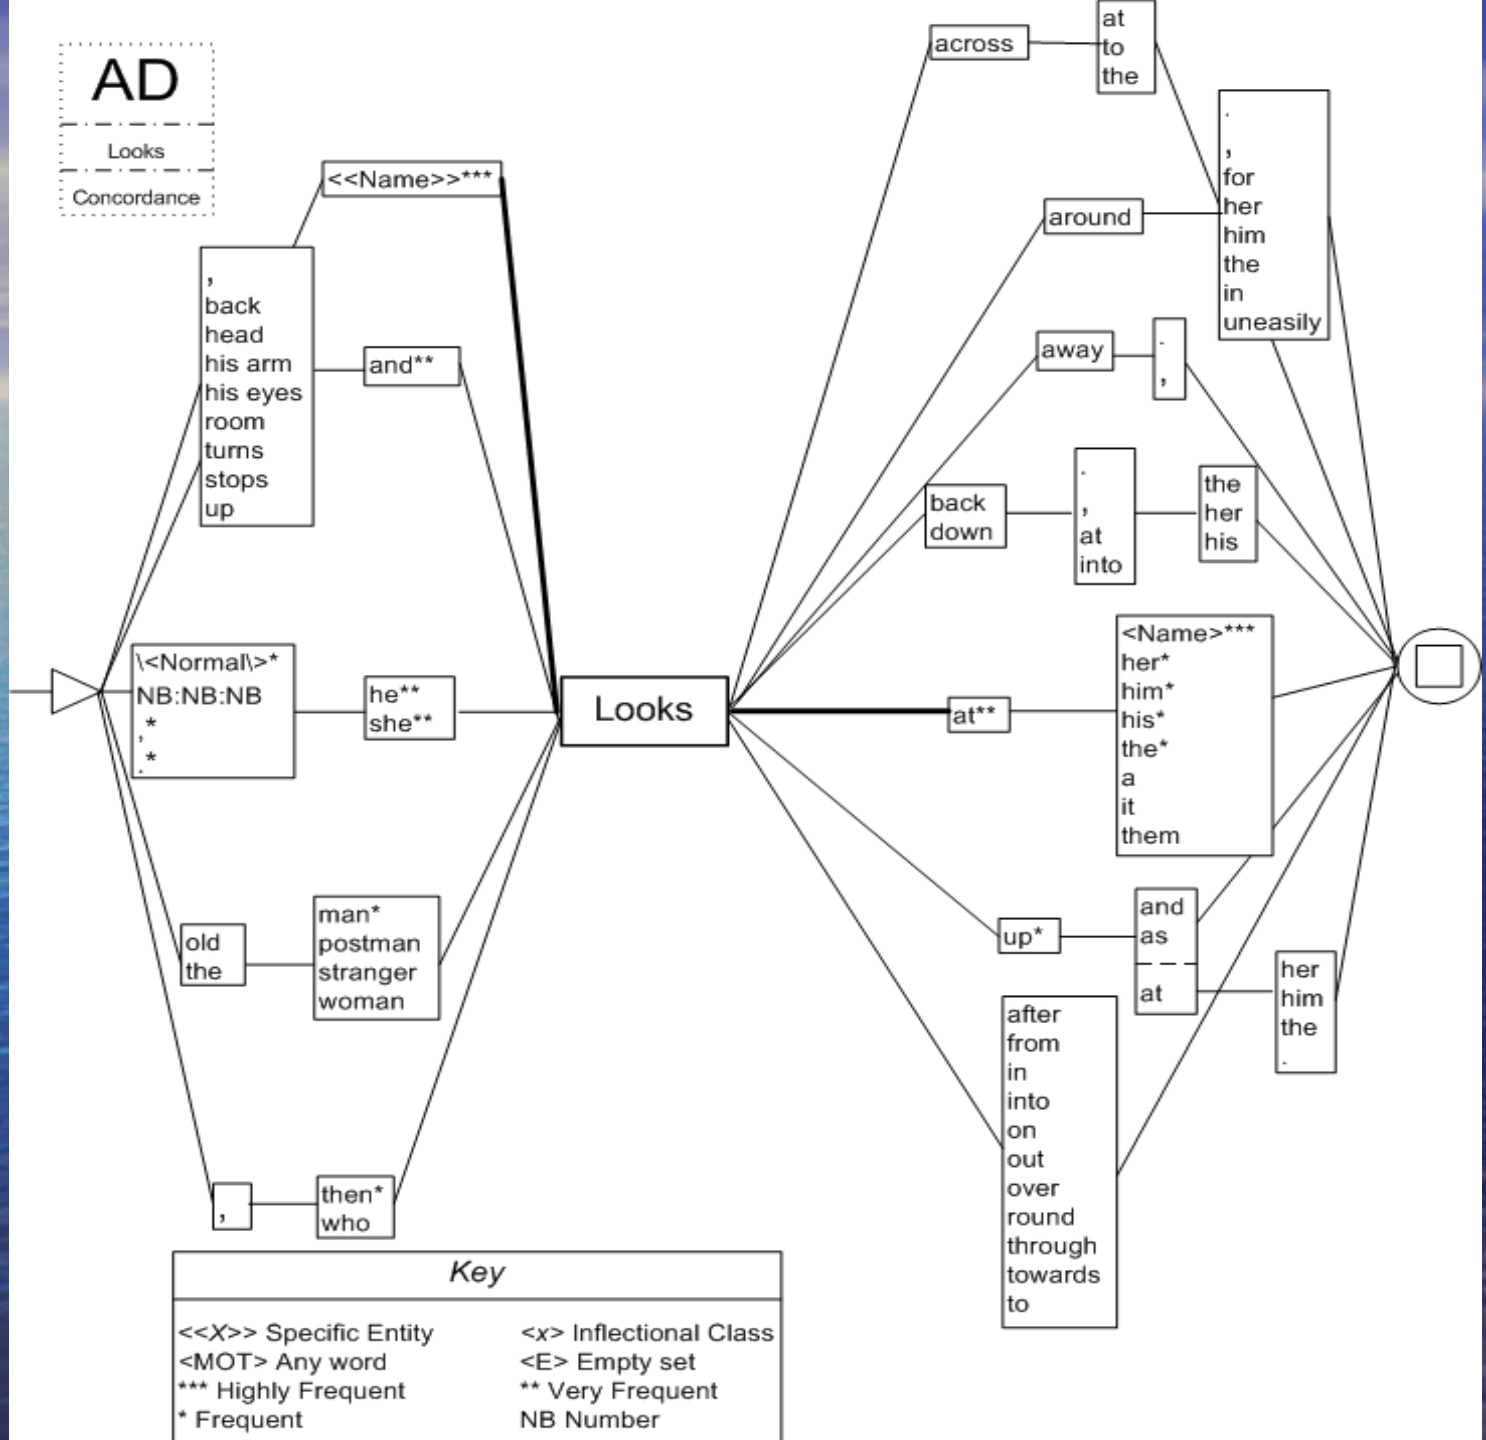 AD
Looks
Concordance
<<Name>>***
,
back
head
his arm
his eyes
room
turns
stops
up
and**
\<Normal\>*
NB:NB:NB
,*
.*
he**
she**
old
the
man*
postman
stranger
woman
,
then*
who
Looks
across
at
to
the
around
.
,
for
her
him
the
in
uneasily
away
.
,
back
down
.
,
at
into
the
her
his
at**
<Name>***
her*
him*
his*
the*
a
it
them
up*
and
as
at
her
him
the
.
after
from
in
into
on
out
over
round
through
towards
to
Key
<<X>> Specific Entity <x> Inflectional Class
<MOT> Any word <E> Empty set
*** Highly Frequent ** Very Frequent
* Frequent NB Number